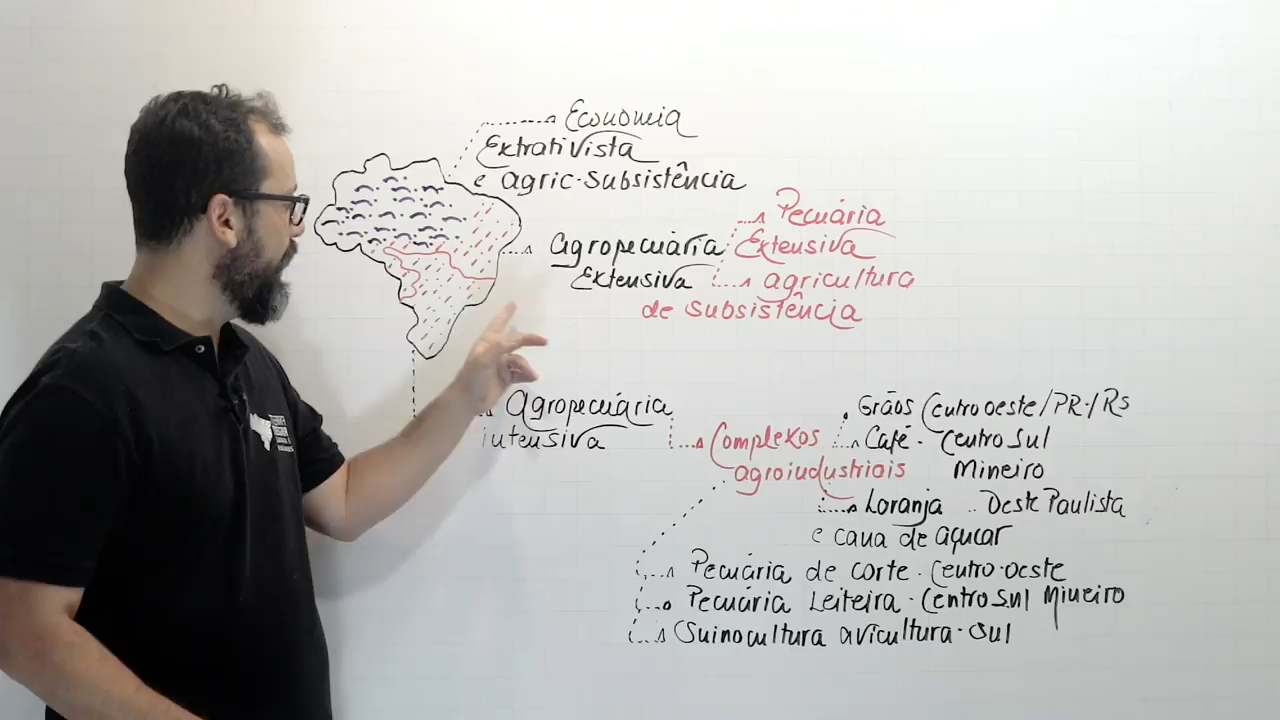 Economia
Extrativista
e agric-Subsistência
Pecuária
agropecuária Extensiva
Extensiva agricultura
de Subsistência
Agropecuária
intensiva
Complexos
agroindustriais
Grãos Centro oeste/PR-/RS
Café - Centro Sul
Mineiro
Laranja .. Oeste Paulista
e cana de açucar
Pecuária de corte - Centro-oeste
Pecuária Leiteira - Centro Sul Mineiro
Suinocultura avicultura - Sul